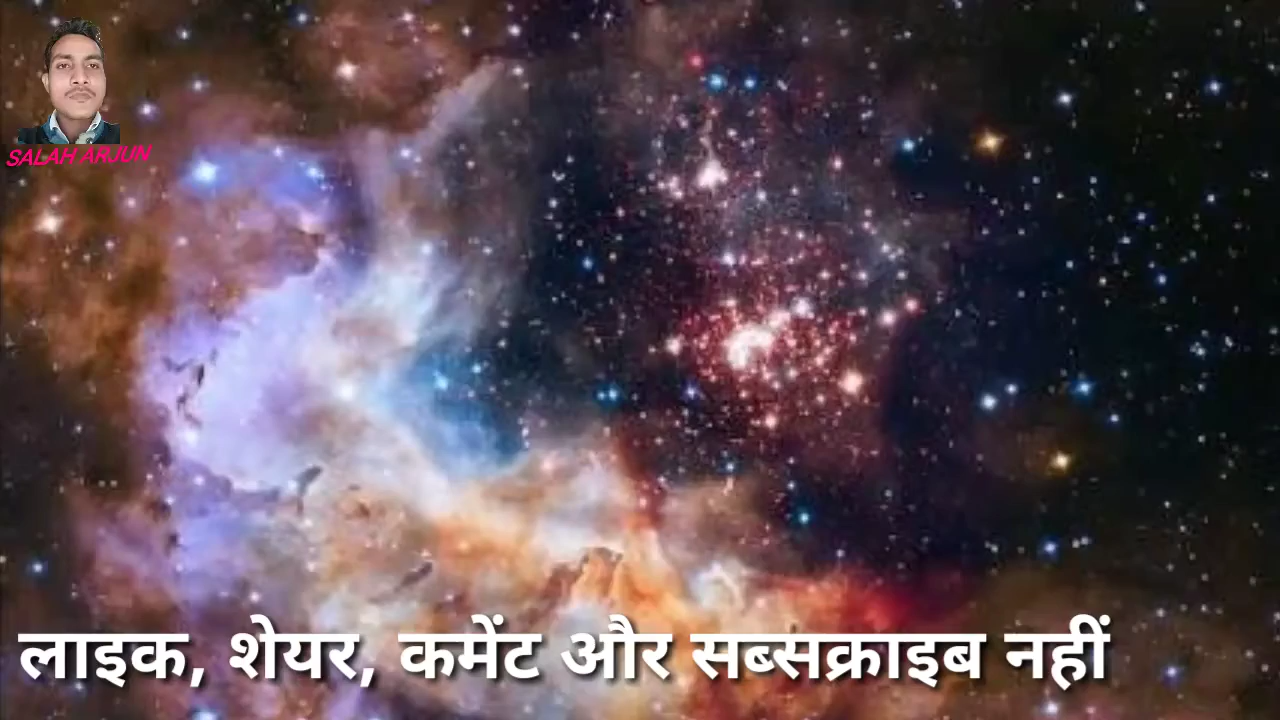 SALAH ARJUN
लाइक, शेयर, कमेंट और सब्सक्राइब नहीं